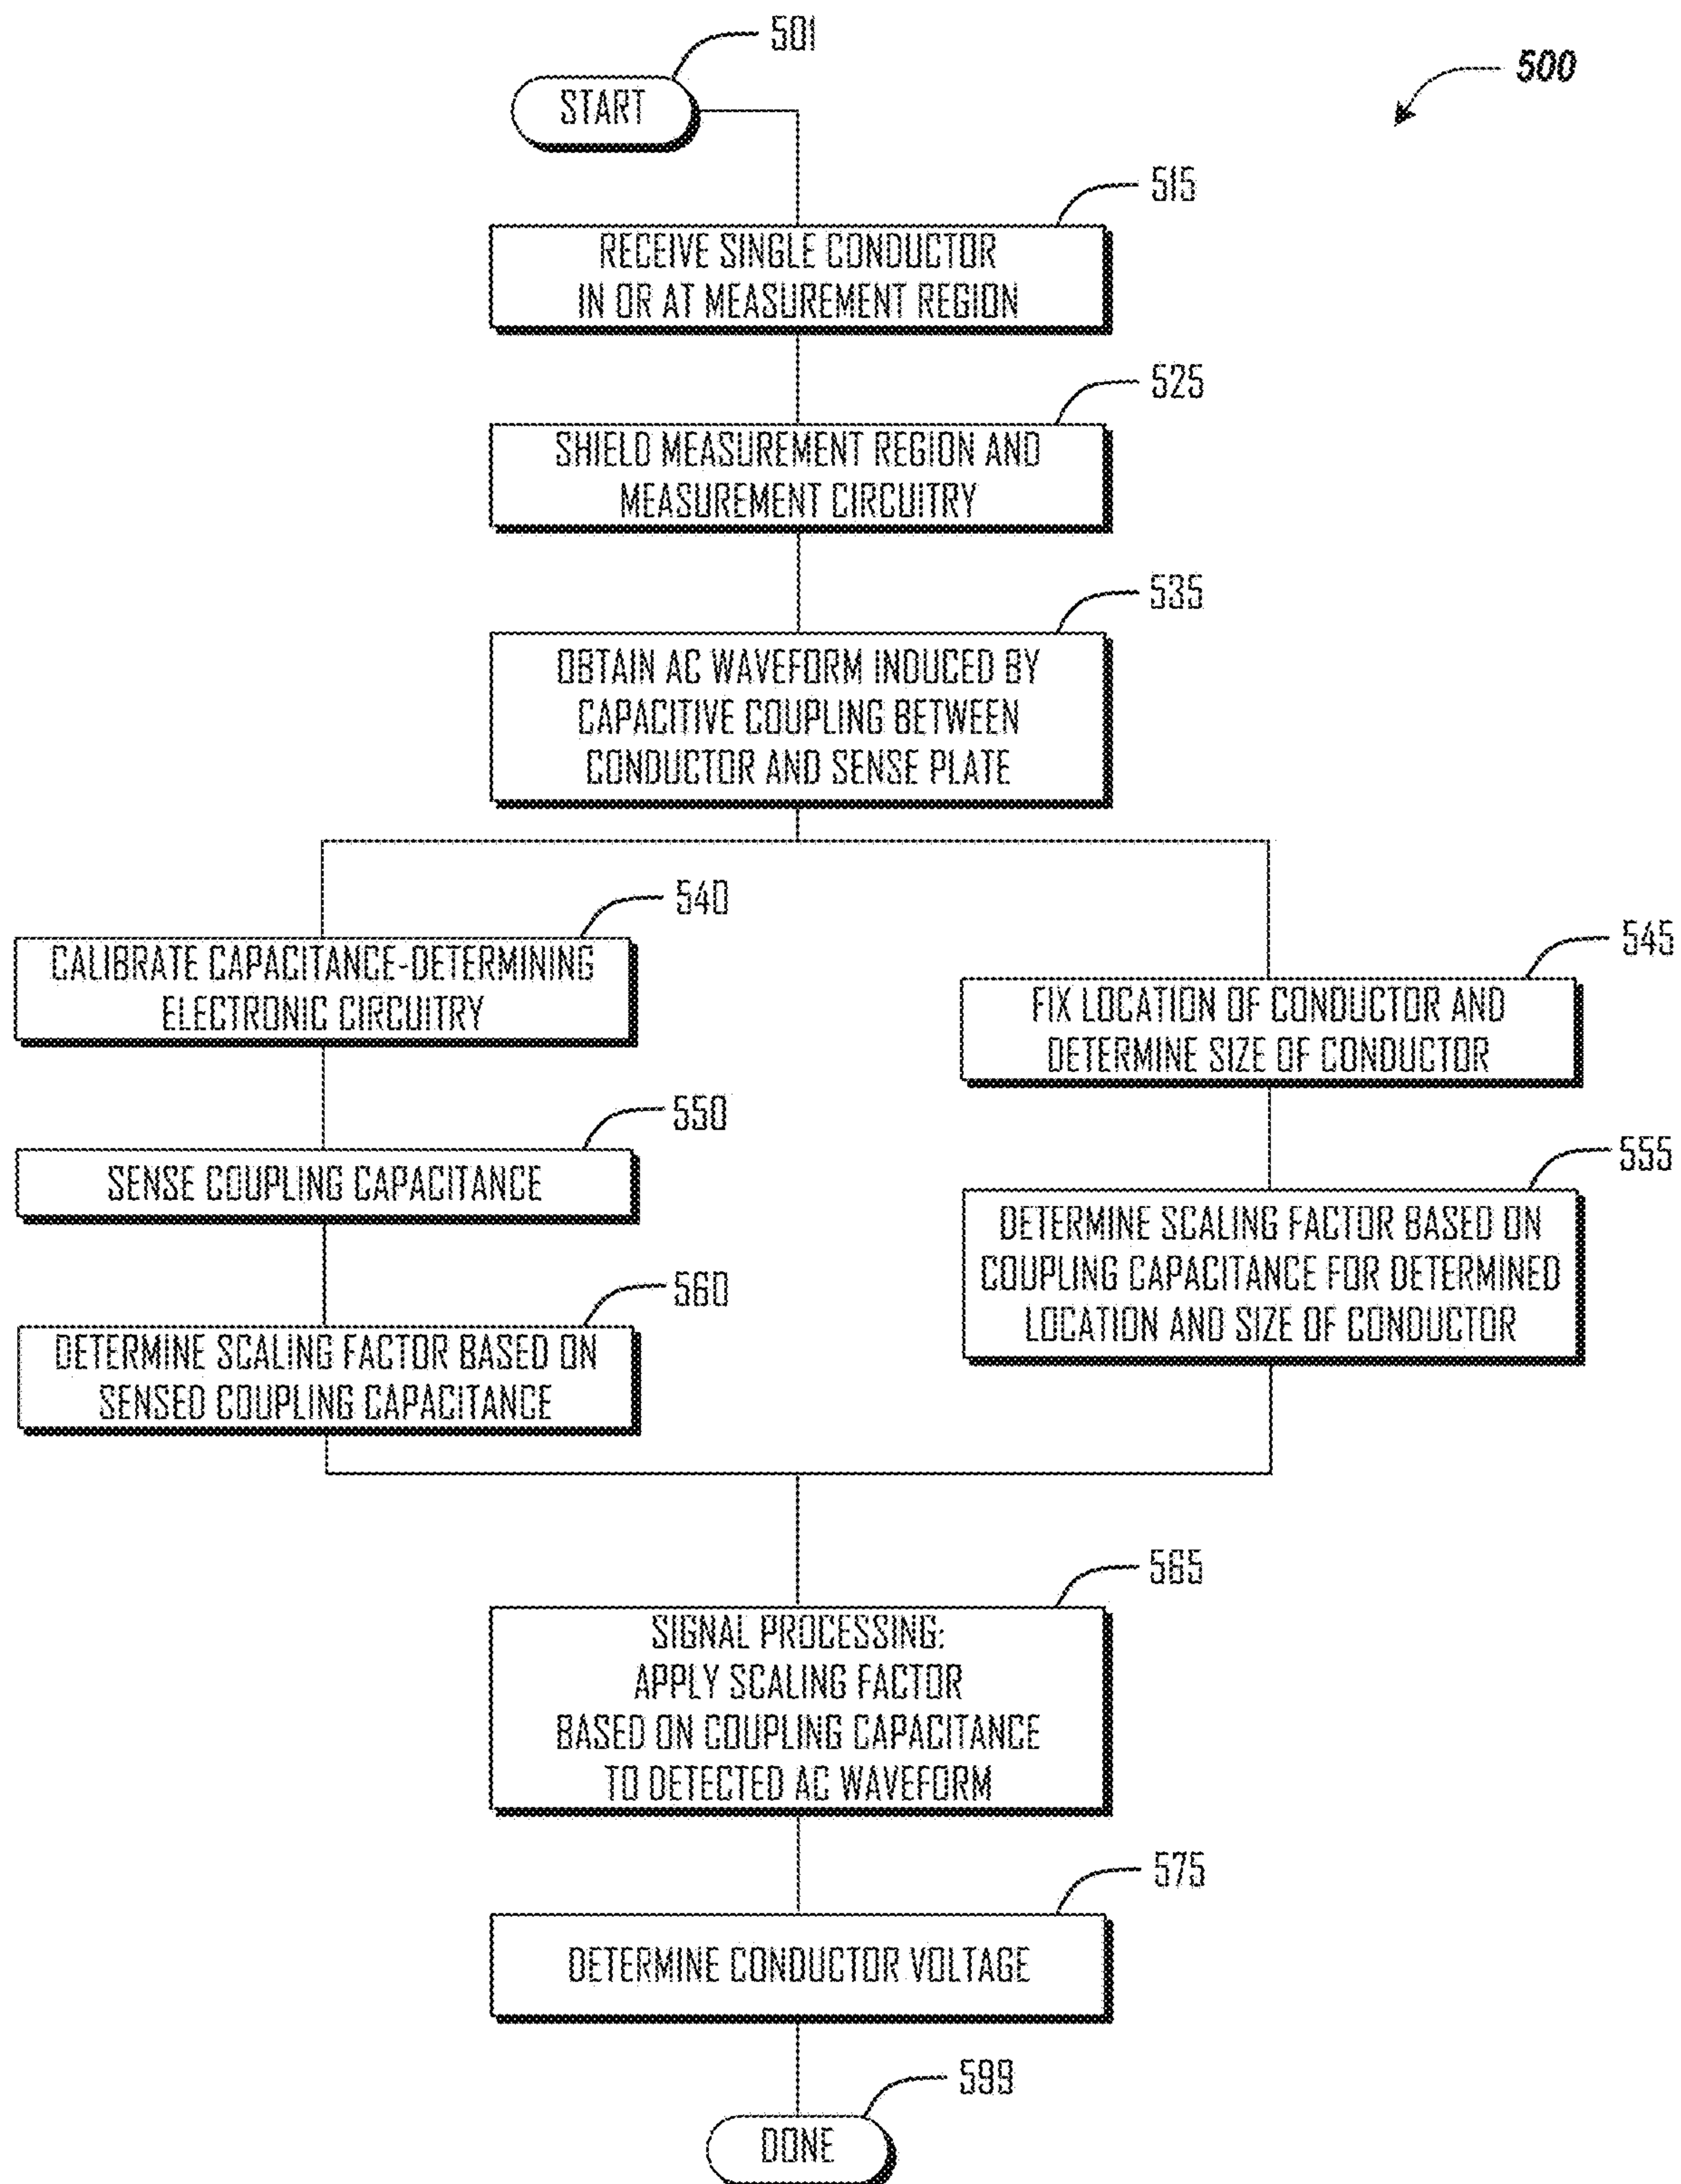 501
500
START
515
RECEIVE SINGLE CONDUCTOR
IN OR AT MEASUREMENT REGION
525
SHIELD MEASUREMENT REGION AND
MEASUREMENT CIRCUITRY
535
OBTAIN AC WAVEFORM INDUCED BY
CAPACITIVE COUPLING BETWEEN
CONDUCTOR AND SENSE PLATE
540
CALIBRATE CAPACITANCE-DETERMINING
ELECTRONIC CIRCUITRY
545
FIX LOCATION OF CONDUCTOR AND
DETERMINE SIZE OF CONDUCTOR
550
SENSE COUPLING CAPACITANCE
555
DETERMINE SCALING FACTOR BASED ON
COUPLING CAPACITANCE FOR DETERMINED
LOCATION AND SIZE OF CONDUCTOR
560
DETERMINE SCALING FACTOR BASED ON
SENSED COUPLING CAPACITANCE
565
SIGNAL PROCESSING:
APPLY SCALING FACTOR
BASED ON COUPLING CAPACITANCE
TO DETECTED AC WAVEFORM
575
DETERMINE CONDUCTOR VOLTAGE
599
DONE